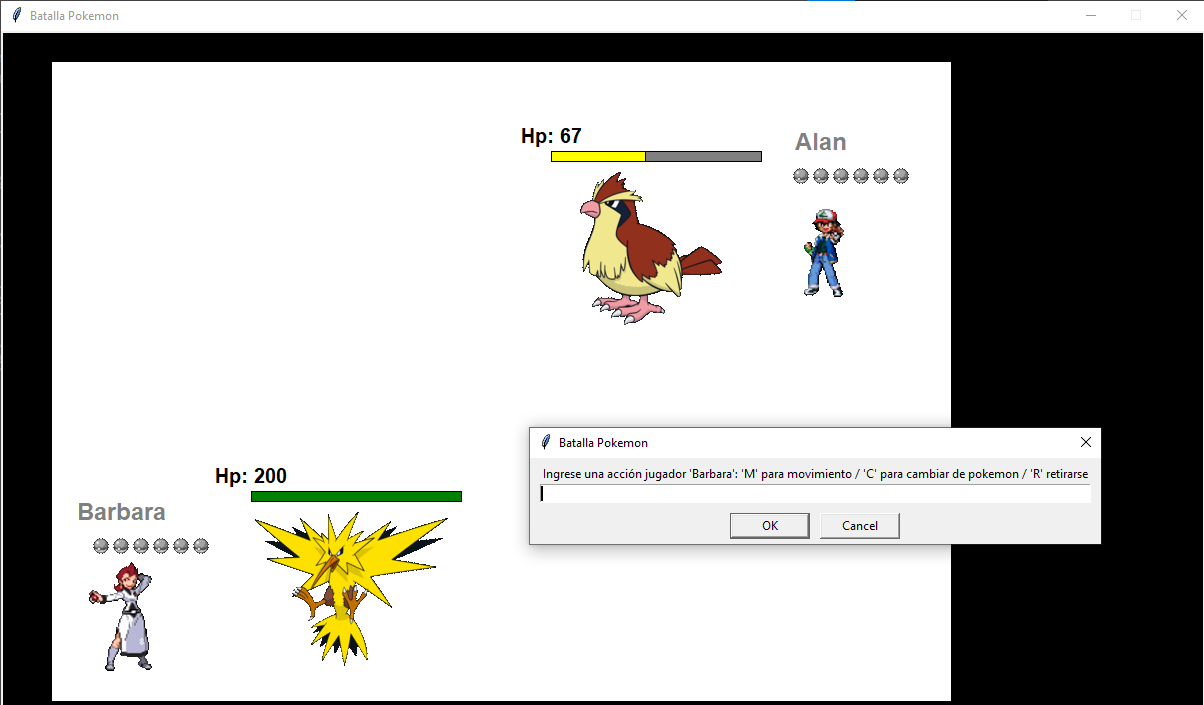 Batalla Pokemon
Hp: 67
Alan
Hp: 200
Barbara
Batalla Pokemon
Ingrese una acción jugador 'Barbara': 'M' para movimiento / 'C' para cambiar de pokemon / 'R' retirarse
OK
Cancel